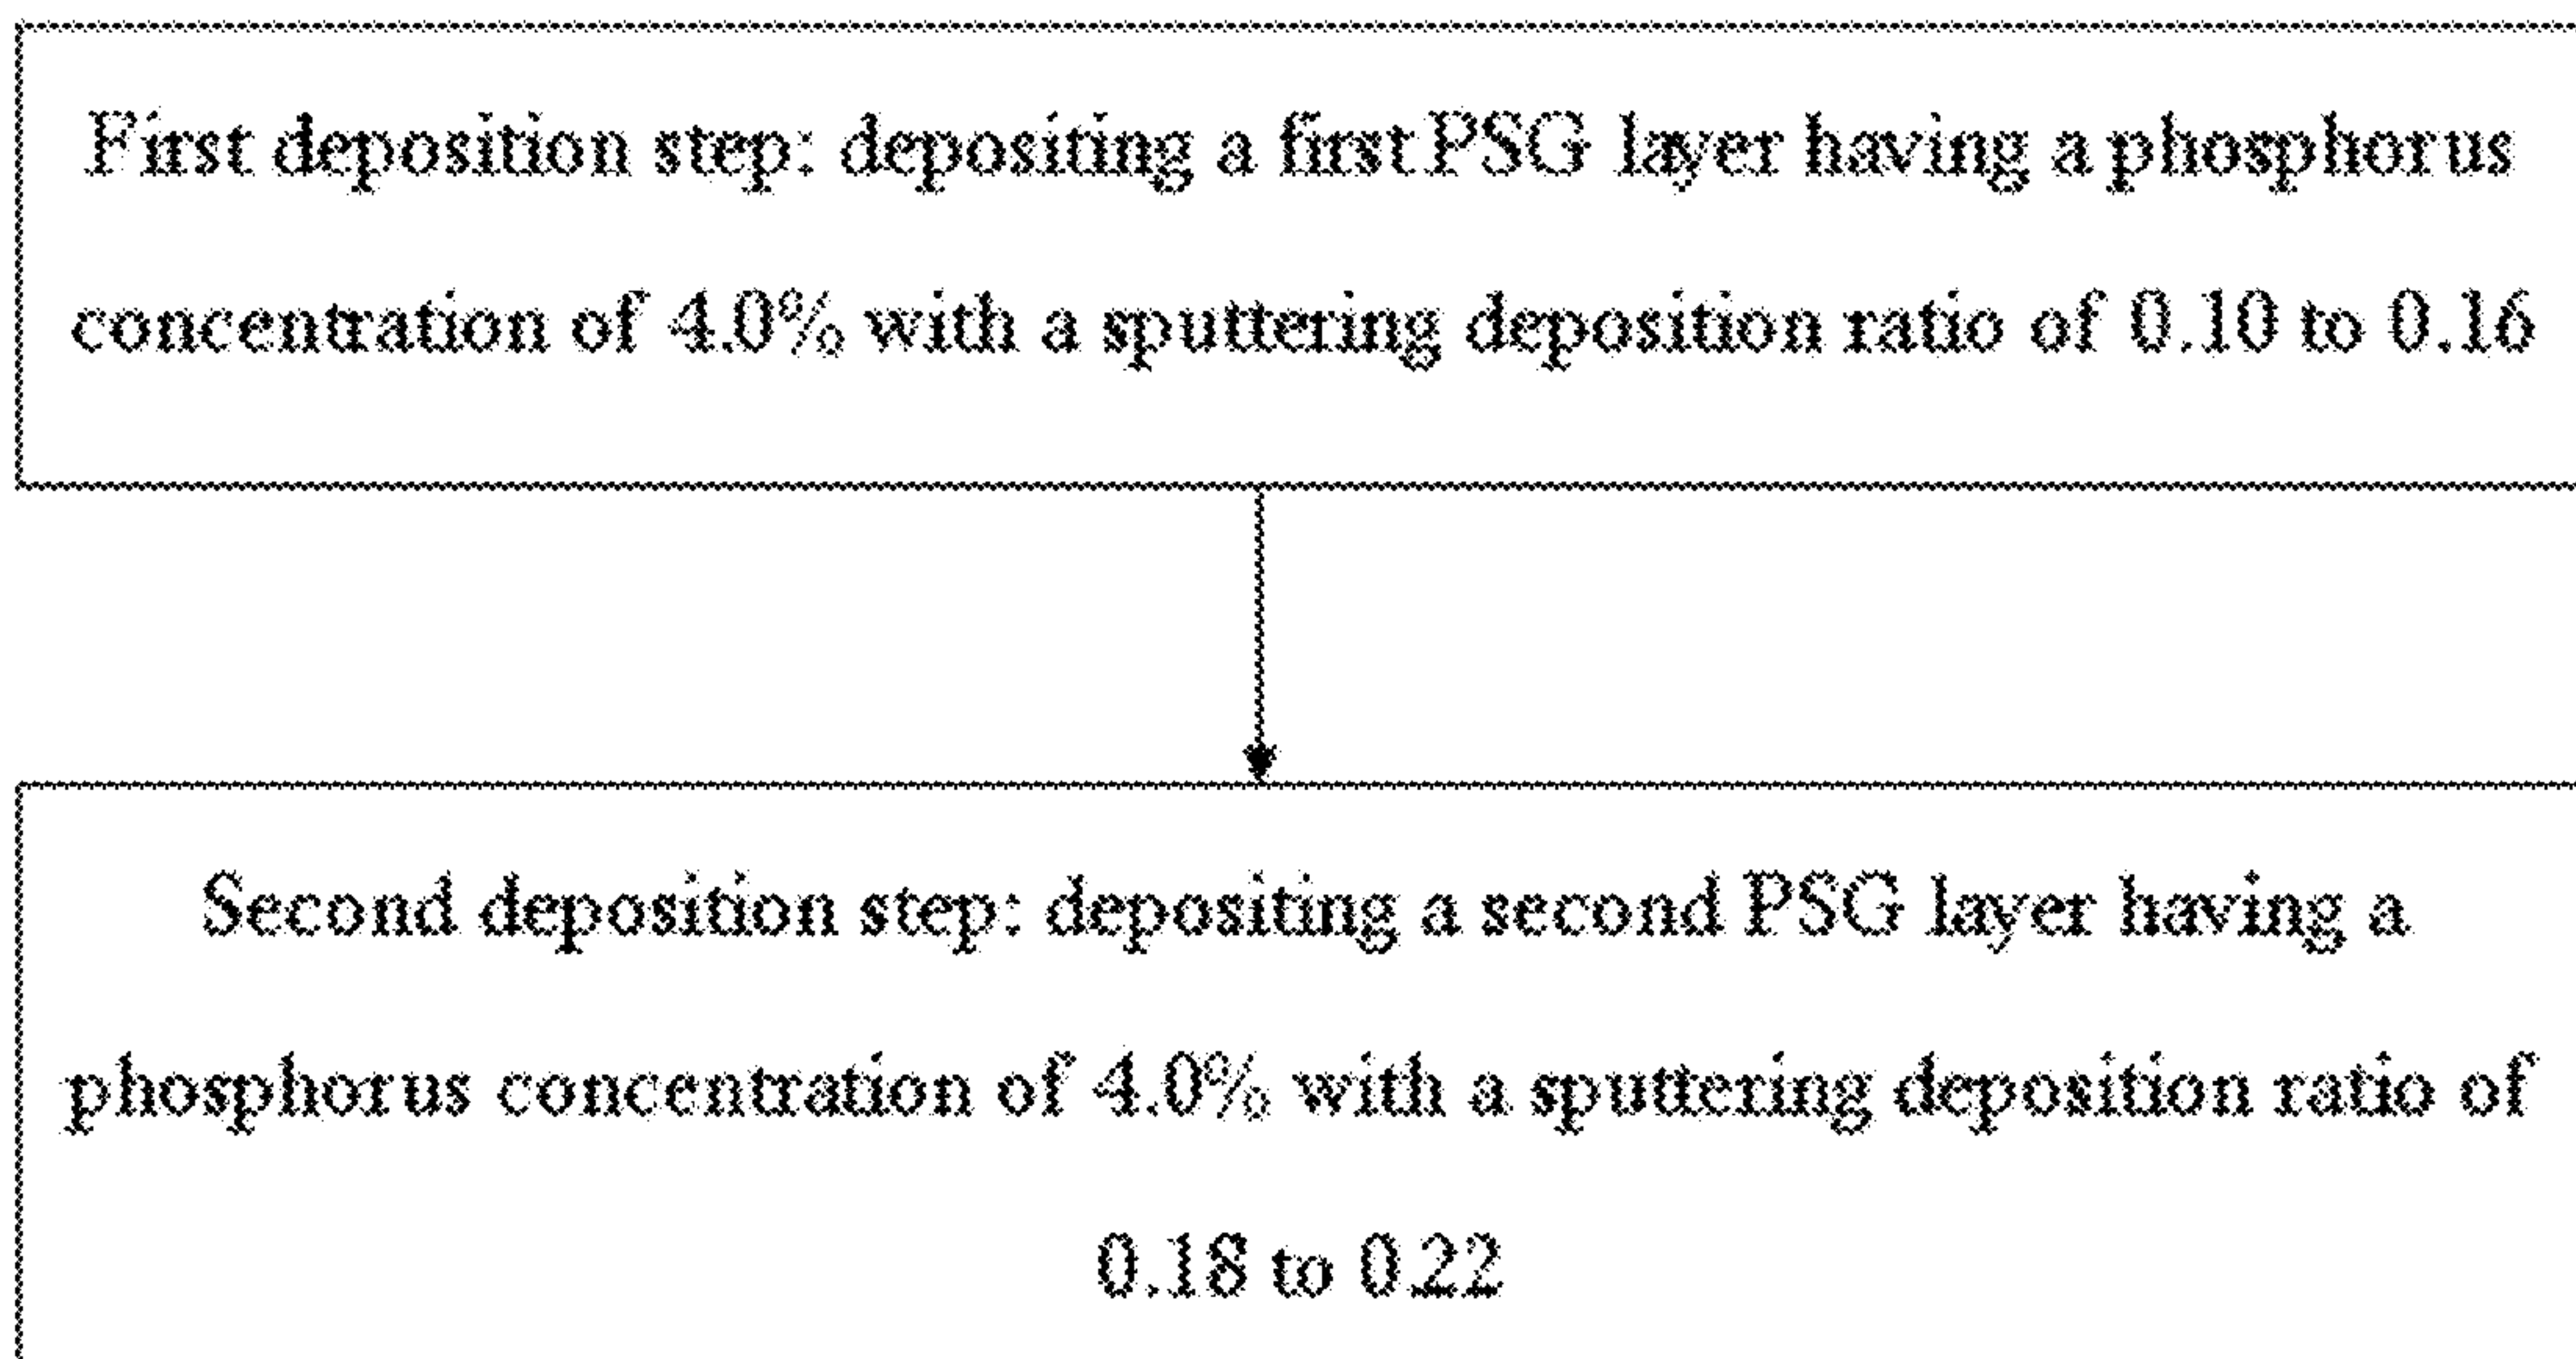 First deposition step: depositing a first PSG layer having a phosphorus
concentration of 4.0% with a sputtering deposition ratio of 0.10 to 0.16
Second deposition step: depositing a second PSG layer having a
phosphorus concentration of 4.0% with a sputtering deposition ratio of
0.18 to 0.22